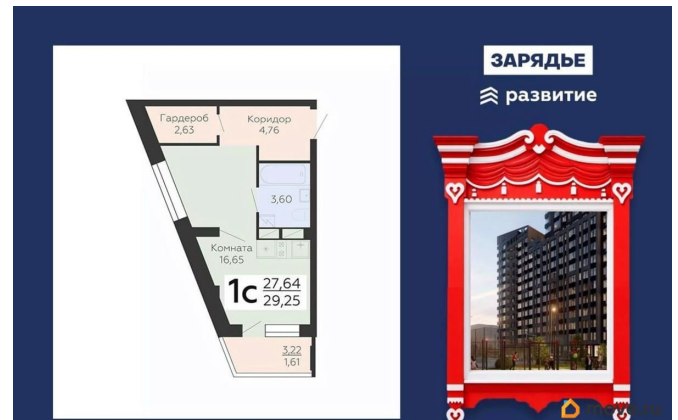 ЗАРЯДЬЕ
развитие
Гардероб
2,63
Коридор
4,76
3,60
Комната
16,65
1с
27,64
29,25
3,22
1,61